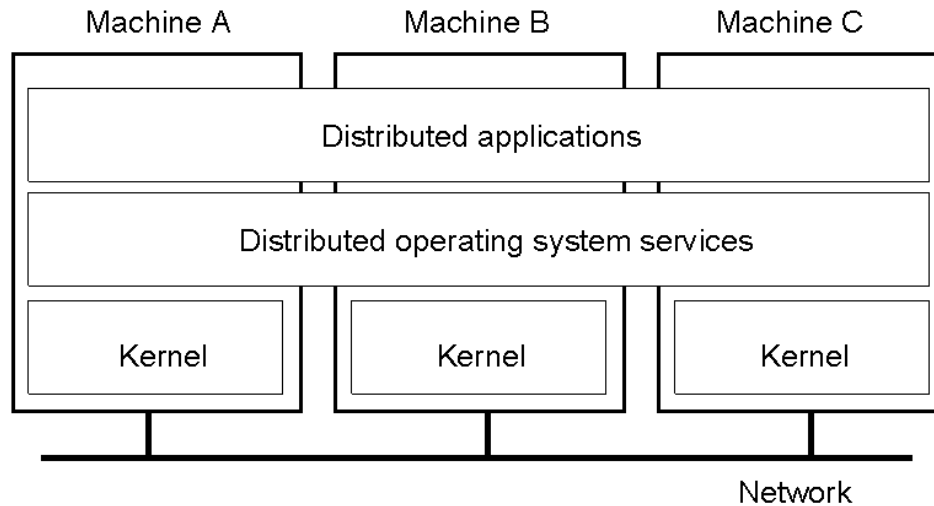 Machine A
Machine B
Machine C
Distributed applications
Distributed operating system services
Kernel
Kernel
Kernel
Network